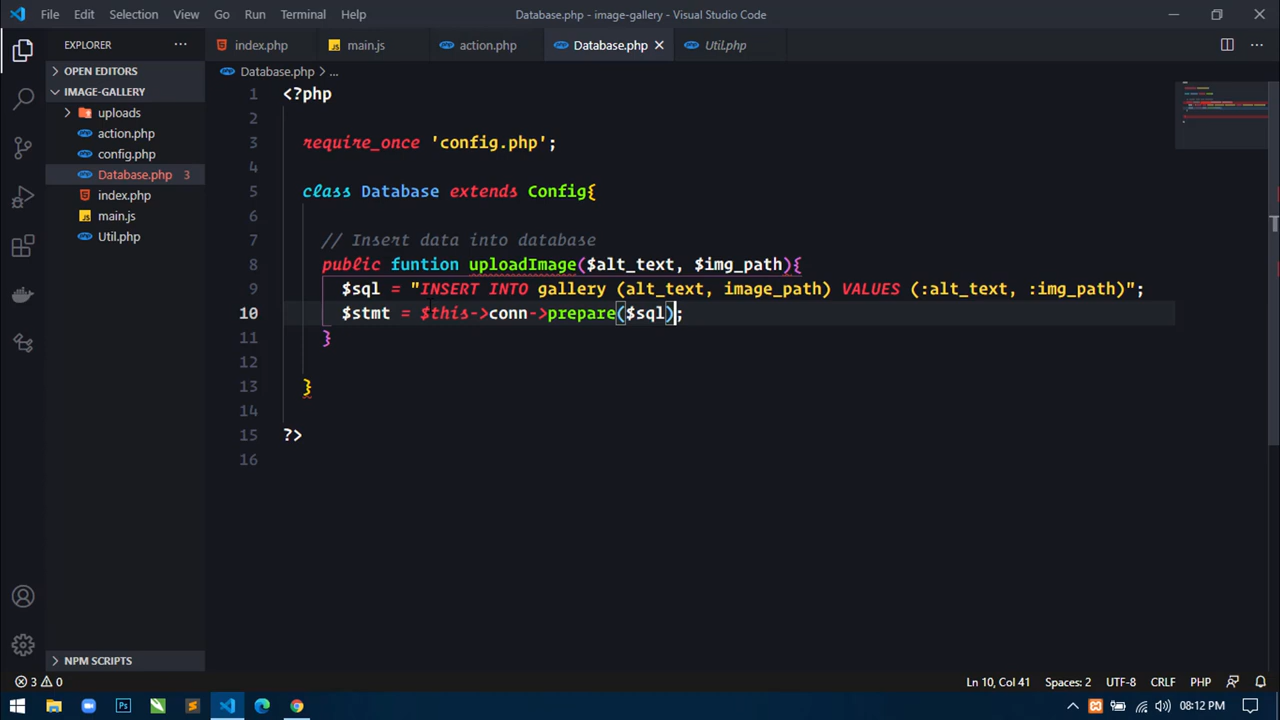 File Edit Selection View Go Run Terminal Help
Database.php - image-gallery - Visual Studio Code
EXPLORER
OPEN EDITORS
IMAGE-GALLERY
uploads
action.php
config.php
Database.php 3
index.php
main.js
Util.php
NPM SCRIPTS
index.php main.js action.php Database.php Util.php
Database.php > ...
1 <?php
2
3 require_once 'config.php';
4
5 class Database extends Config{
6
7 // Insert data into database
8 public funtion uploadImage($alt_text, $img_path){
9 $sql = "INSERT INTO gallery (alt_text, image_path) VALUES (:alt_text, :img_path)";
10 $stmt = $this->conn->prepare($sql);
11 }
12
13 }
14
15 ?>
16
3 0
Ln 10, Col 41 Spaces: 2 UTF-8 CRLF PHP
Ps
08:12 PM